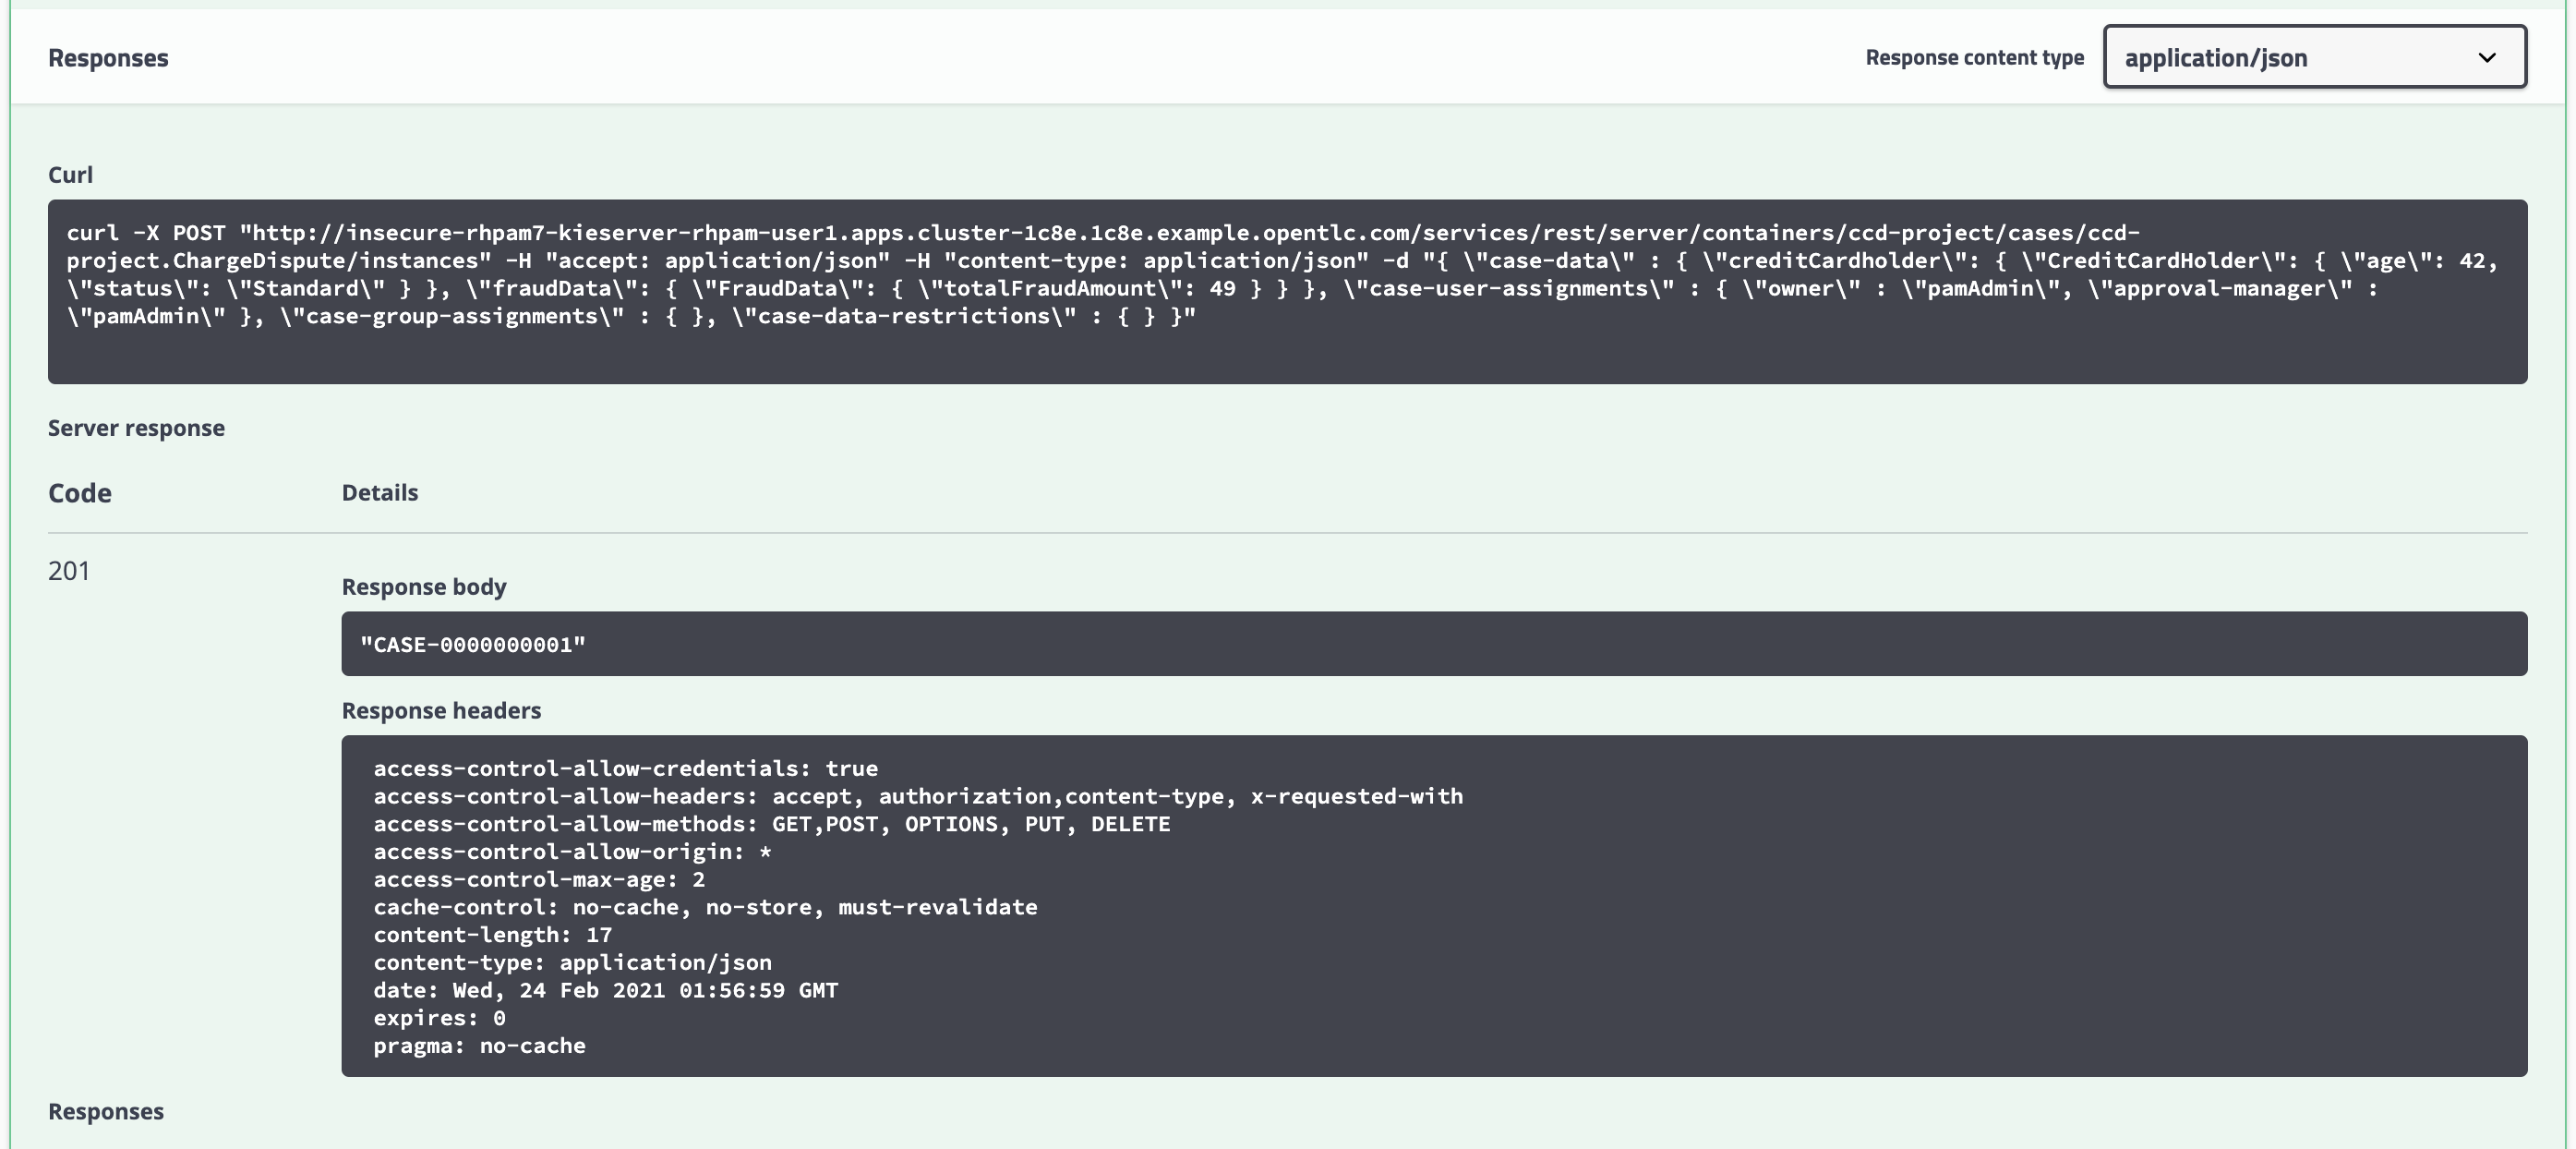 Responses
Response content type
application/json
Curl
curl -X POST "http://insecure-rhpam7-kieserver-rhpam-user1.apps.cluster-1c8e.1c8e.example.opentlc.com/services/rest/server/containers/ccd-project/cases/ccd-
project.ChargeDispute/instances" -H "accept: application/json" -H "content-type: application/json" -d "{ \"case-data\" : { \"creditCardholder\": { \"CreditCardHolder\": { \"age\": 42,
\"status\": \"Standard\" } }, \"fraudData\": { \"FraudData\": { \"totalFraudAmount\": 49 } } }, \"case-user-assignments\" : { \"owner\" : \"pamAdmin\", \"approval-manager\" :
\"pamAdmin\" }, \"case-group-assignments\" : { }, \"case-data-restrictions\" : { } }"
Server response
Code
Details
201
Response body
"CASE-0000000001"
Response headers
access-control-allow-credentials: true
access-control-allow-headers: accept, authorization,content-type, x-requested-with
access-control-allow-methods: GET,POST, OPTIONS, PUT, DELETE
access-control-allow-origin: *
access-control-max-age: 2
cache-control: no-cache, no-store, must-revalidate
content-length: 17
content-type: application/json
date: Wed, 24 Feb 2021 01:56:59 GMT
expires: 0
pragma: no-cache
Responses